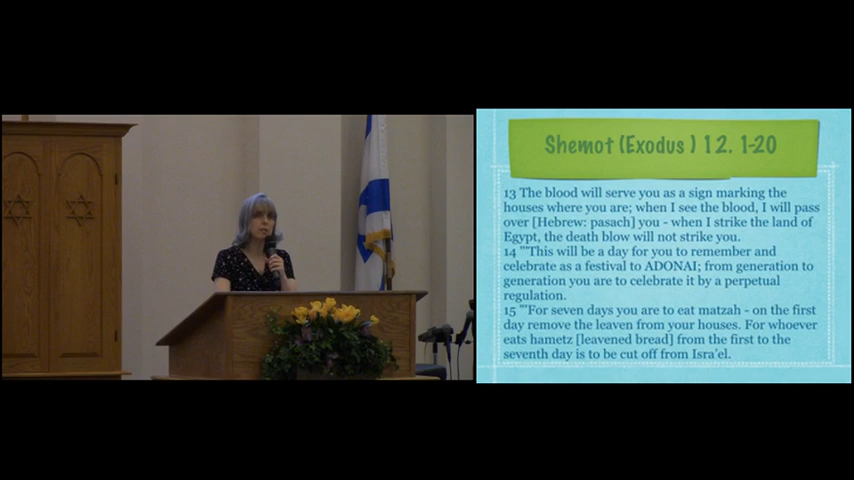 Shemot (Exodus ) 12. 1-20
13 The blood will serve you as a sign marking the
houses where you are; when I see the blood, I will pass
over [Hebrew: pasach] you - when I strike the land of
Egypt, the death blow will not strike you.
14 ""This will be a day for you to remember and
celebrate as a festival to ADONAI; from generation to
generation you are to celebrate it by a perpetual
regulation.
15 "'For seven days you are to eat matzah - on the first
day remove the leaven from your houses. For whoever
eats hametz [leavened bread] from the first to the
seventh day is to be cut off from Isra'el.